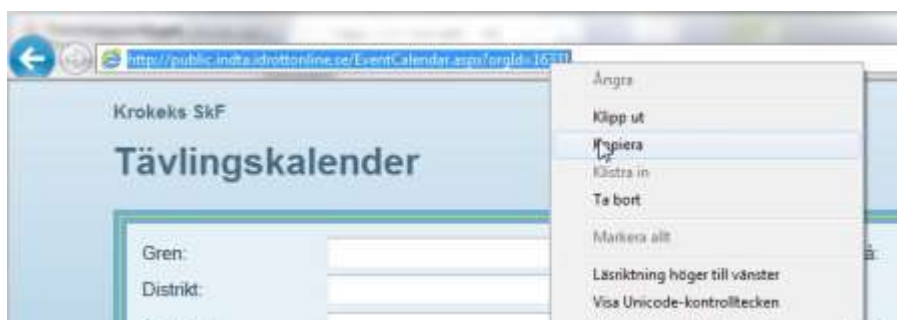 http://public.indta.idrottonline.se/EventCalendar.aspx?orgId=
Ångra
Krokeks SkF
Klipp ut
Tävlingskalender
Kopiera
Klistra in
Ta bort
Markera allt
Gren:
Läsriktning höger till vänster
Distrikt:
Visa Unicode-kontrolltecken